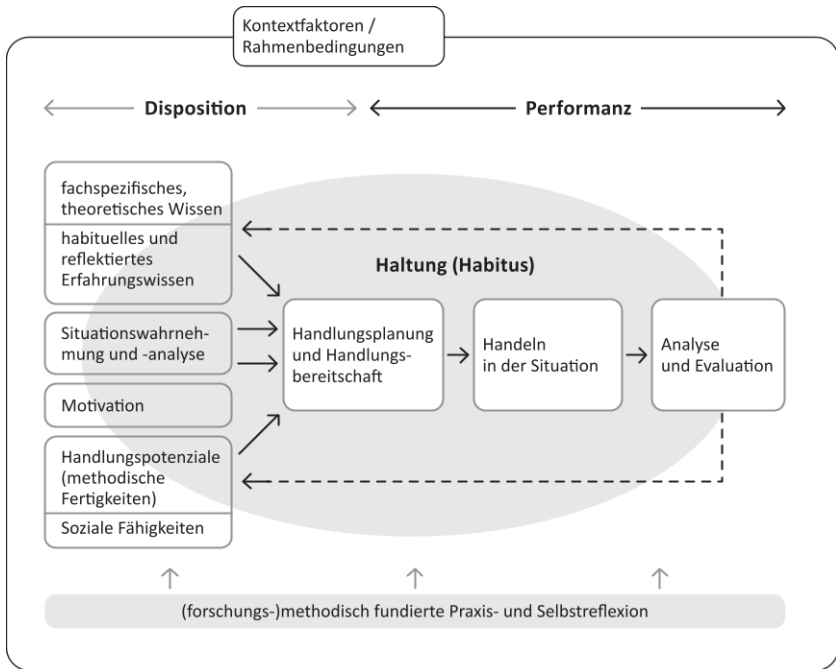 Kontextfaktoren /
Rahmenbedingungen
Disposition
Performanz
fachspezifisches,
theoretisches Wissen
habituelles und
reflektiertes
Erfahrungswissen
Situationswahrneh-
mung und -analyse
Motivation
Handlungspotenziale
(methodische
Fertigkeiten)
Soziale Fähigkeiten
Haltung (Habitus)
Handlungsplanung
und Handlungs-
bereitschaft
Handeln
in der Situation
Analyse
und Evaluation
(forschungs-)methodisch fundierte Praxis- und Selbstreflexion